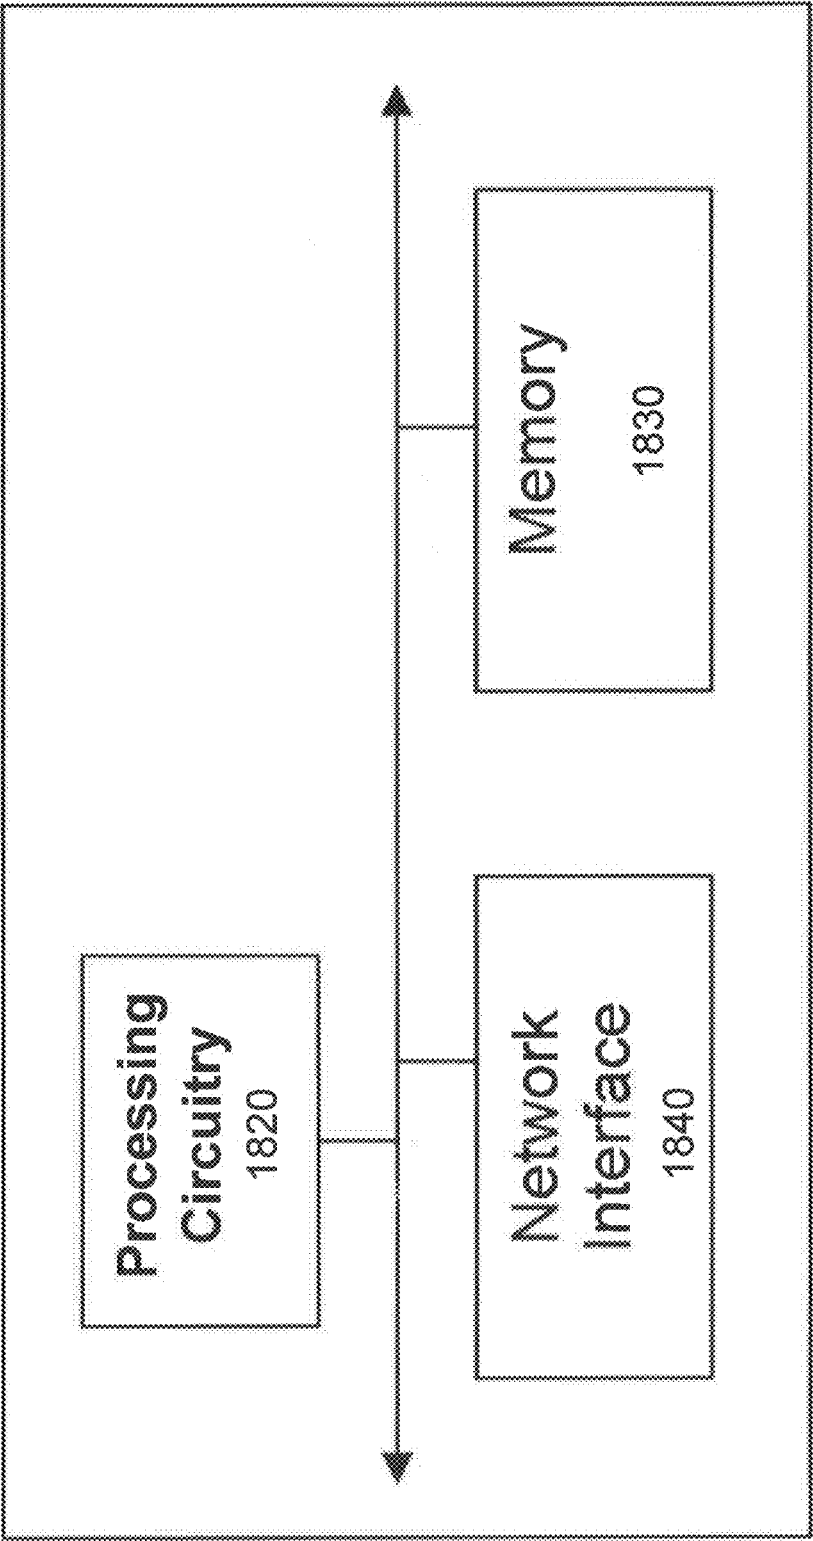 Processing
Circuitry
1820
Network
Interface
1840
Memory
1830